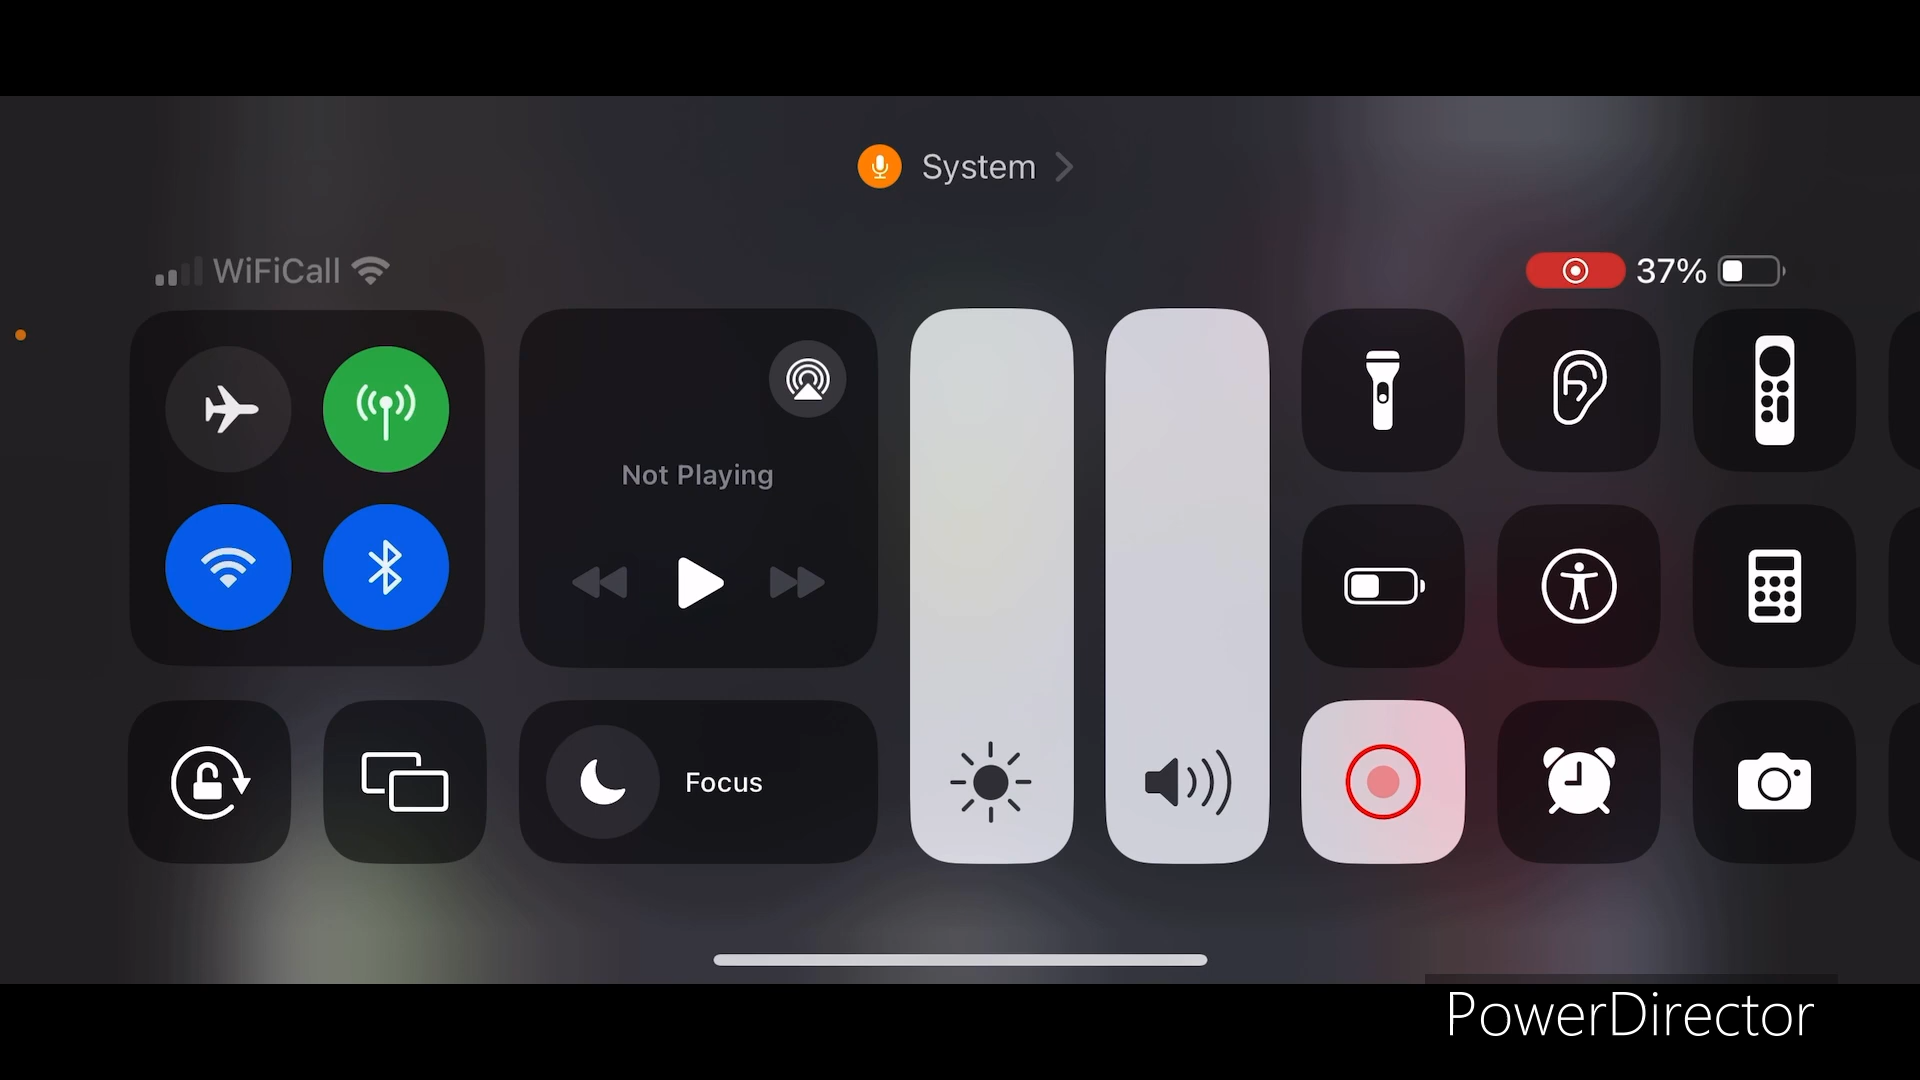 System
WiFiCall
37%
Not Playing
Focus
PowerDirector